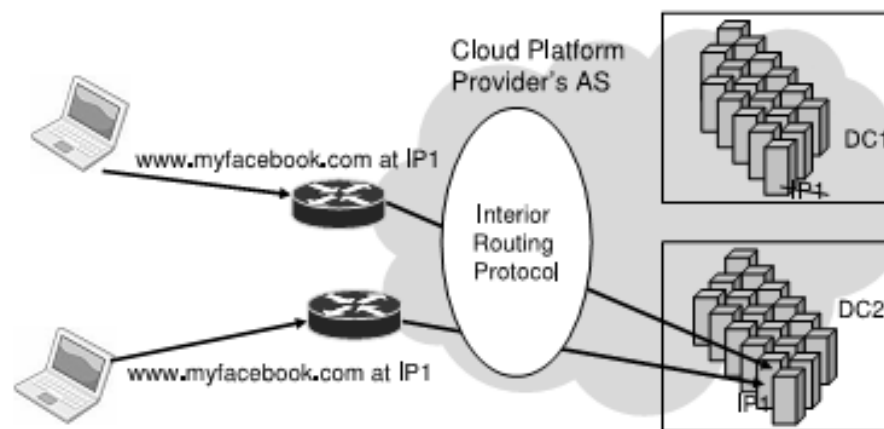 Cloud Platform
Provider's AS
www.myfacebook.com at IP1
DC1
IP1
Interior
Routing
Protocol
DC2
www.myfacebook.com at IP1
IP1